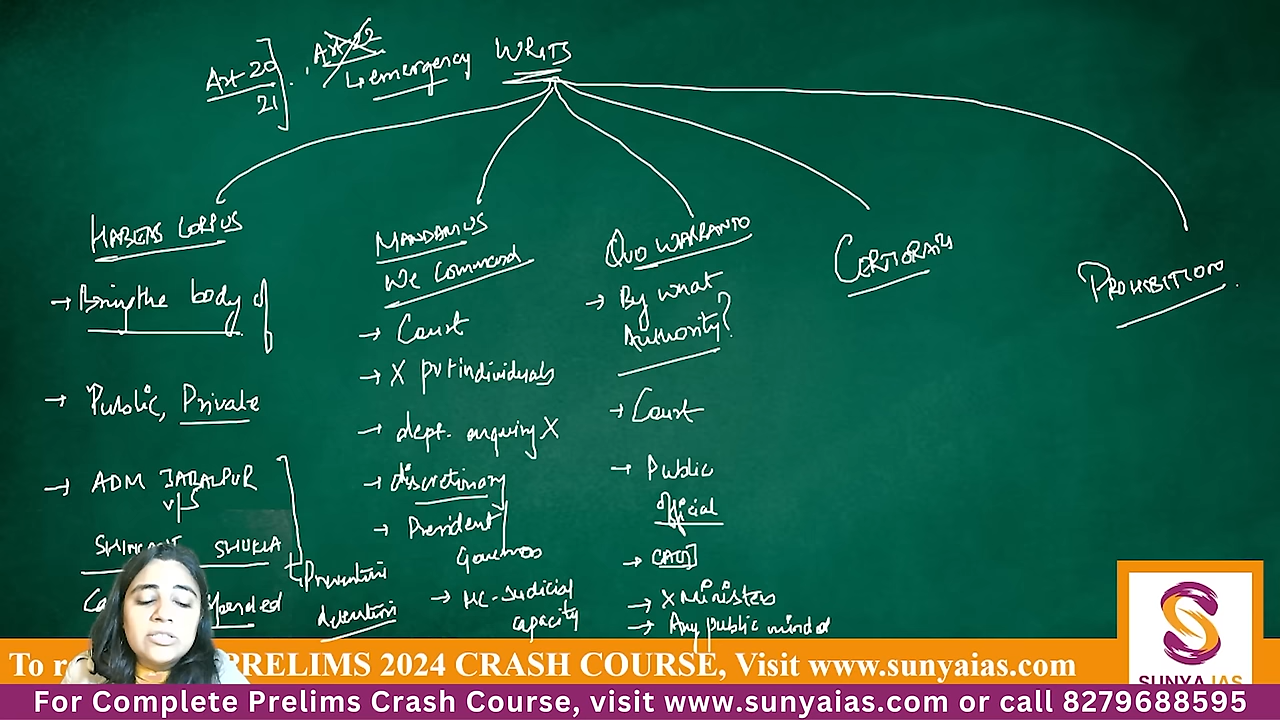 WRITS
Art 20
21
Art 22
↳ emergency
HABEAS CORPUS
→ Bring the body of
→ Public, Private
→ ADM JABALPUR
v/s
SHUKLA
Preventive
detention
MANDAMUS
We Command
→ Court
→ X pvt individuals
→ dept. enquiry X
→ discretionary
→ President
Governor
→ HC - Judicial
capacity
QUO WARRANTO
→ By what
Authority?
→ Court
→ Public
official
→ X Ministers
→ Any public minded
CERTIORARI
PROHIBITION
PRELIMS 2024 CRASH COURSE, Visit www.sunyaias.com
SUNYA IAS
For Complete Prelims Crash Course, visit www.sunyaias.com or call 8279688595